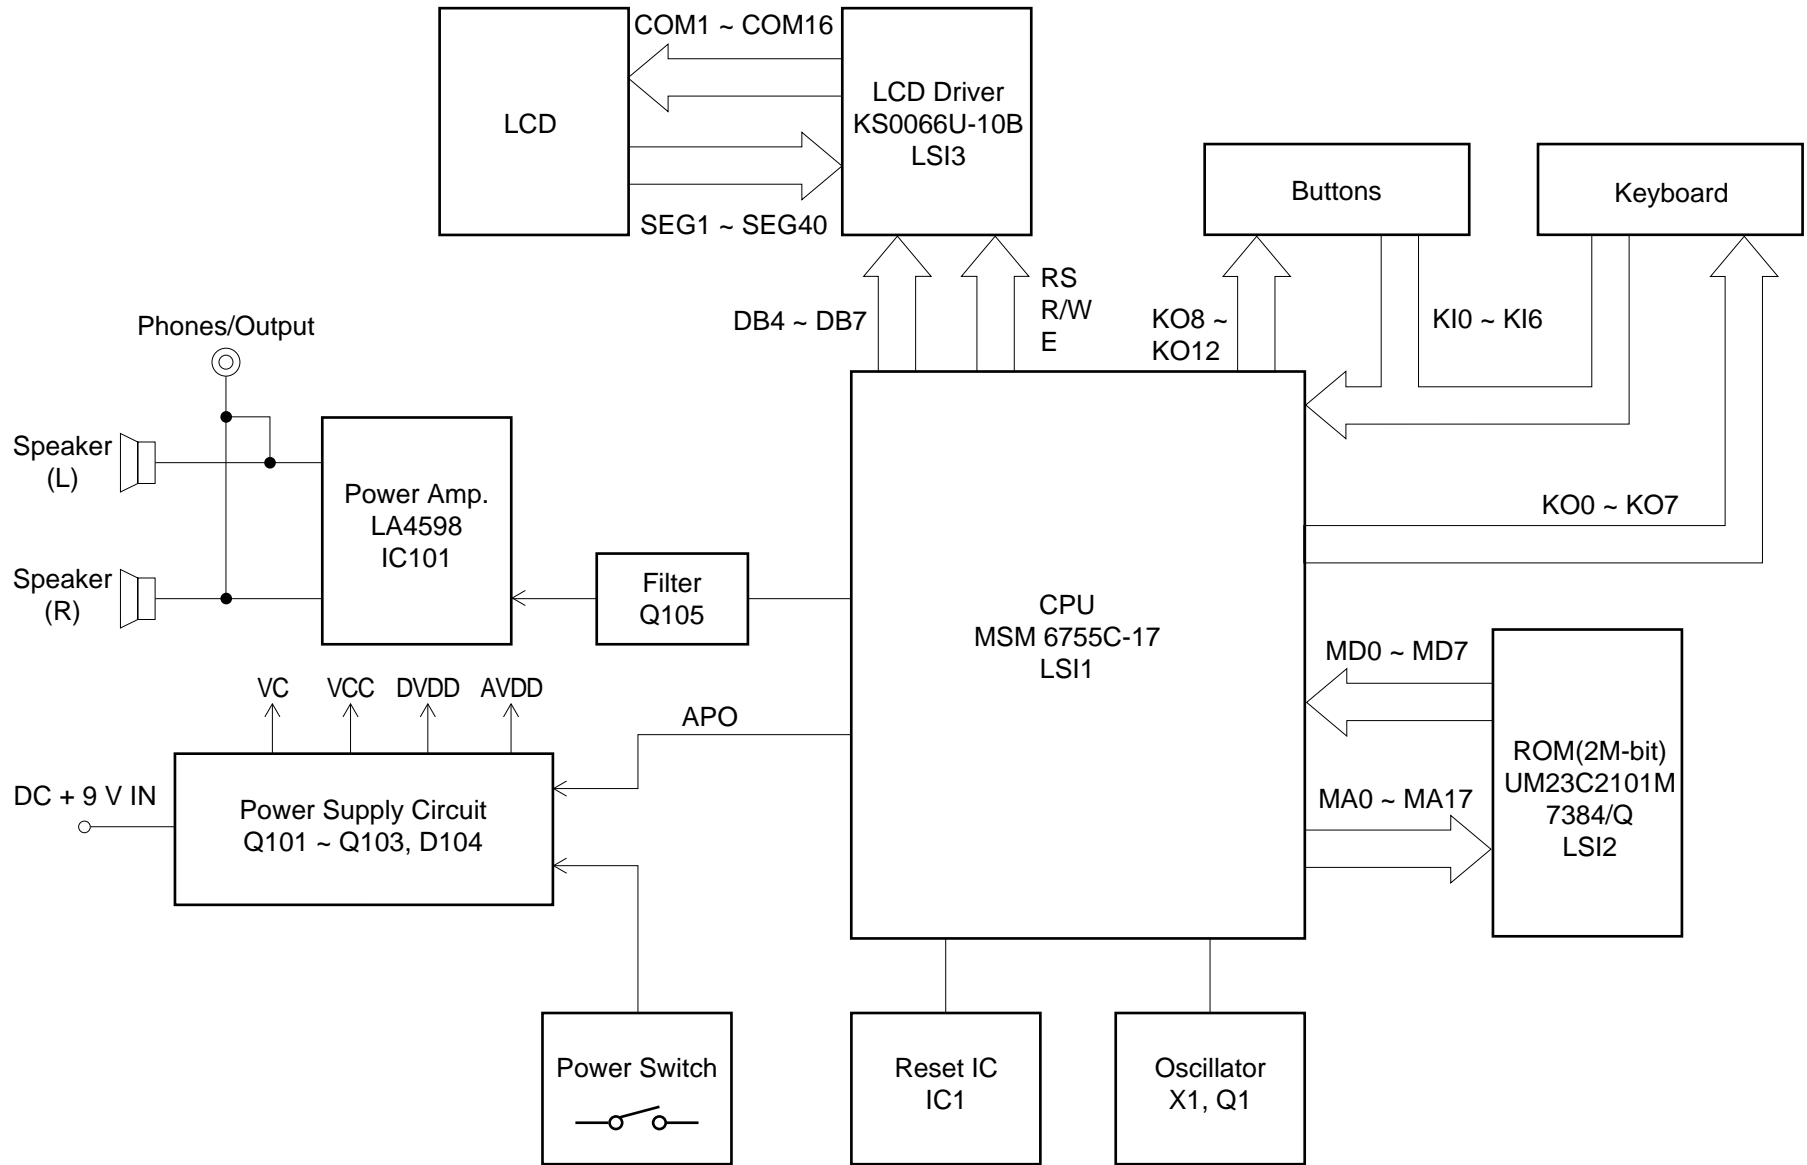 COM1 ~ COM16
LCD
LCD Driver
KS0066U-10B
LSI3
SEG1 ~ SEG40
Buttons
Keyboard
DB4 ~ DB7
RS
R/W
E
KO8 ~
KO12
KI0 ~ KI6
Phones/Output
Speaker
(L)
Power Amp.
LA4598
IC101
KO0 ~ KO7
Speaker
(R)
Filter
Q105
CPU
MSM 6755C-17
LSI1
MD0 ~ MD7
VC
VCC
DVDD
AVDD
APO
ROM(2M-bit)
UM23C2101M
7384/Q
LSI2
MA0 ~ MA17
DC + 9 V IN
Power Supply Circuit
Q101 ~ Q103, D104
Power Switch
Reset IC
IC1
Oscillator
X1, Q1